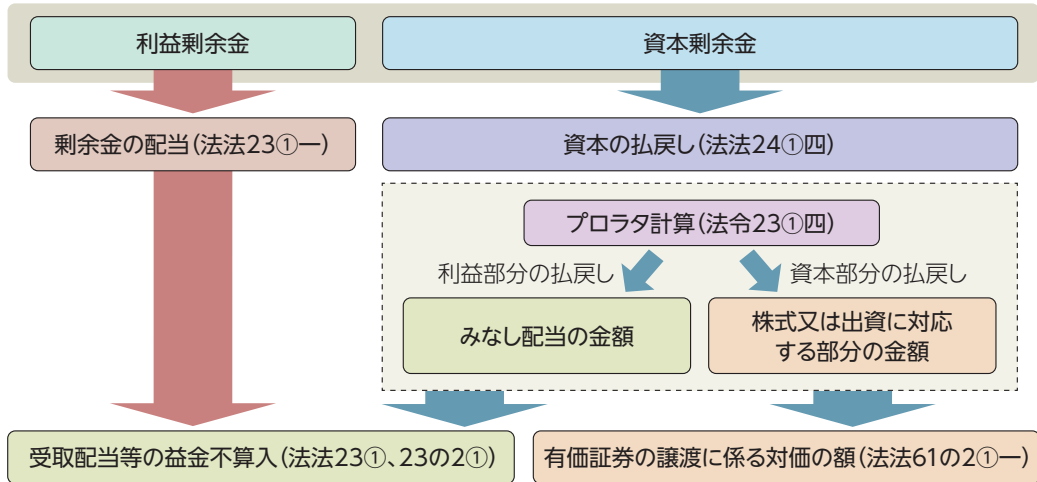 利益剰余金
資本剰余金
剰余金の配当(法法23①一)
資本の払戻し(法法24①四)
プロラタ計算(法令23①四)
利益部分の払戻し
資本部分の払戻し
みなし配当の金額
株式又は出資に対応
する部分の金額
受取配当等の益金不算入(法法23①、23の2①)
有価証券の譲渡に係る対価の額(法法61の2①一)